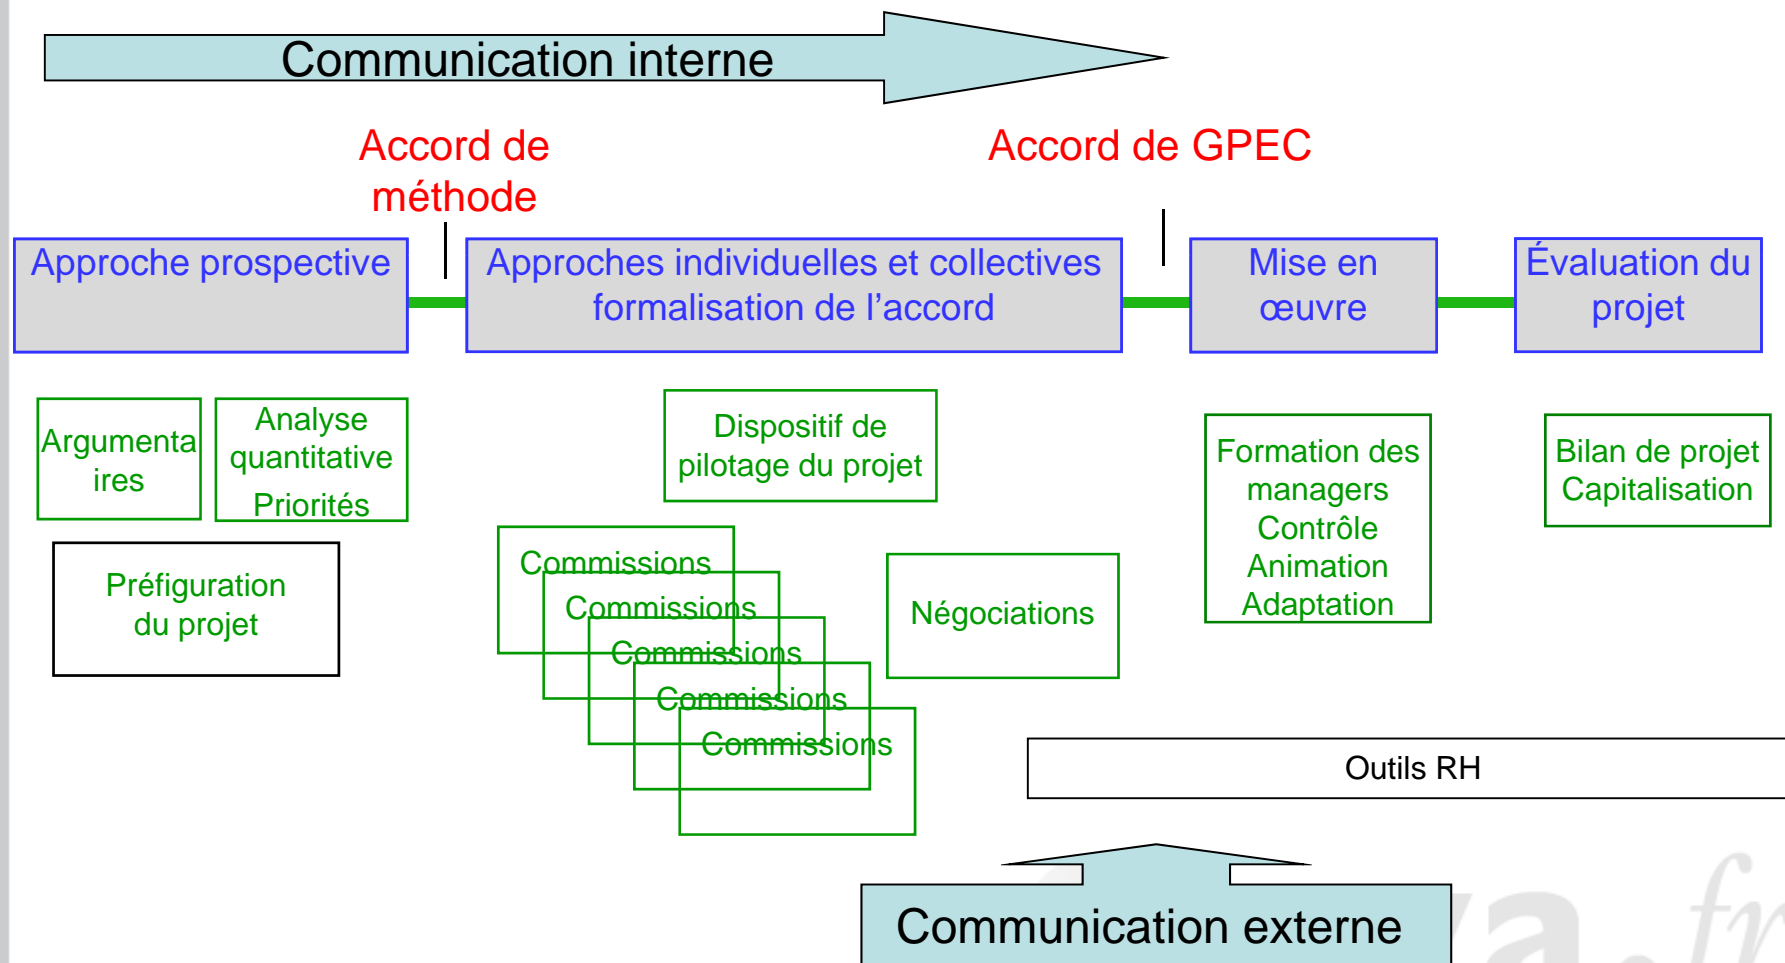 Communication interne
Accord de
méthode
Accord de GPEC
Approche prospective
Approches individuelles et collectives
formalisation de l'accord
Mise en
œuvre
Évaluation du
projet
Argumenta
ires
Analyse
quantitative
Priorités
Préfiguration
du projet
Dispositif de
pilotage du projet
Commissions
Commissions
Commissions
Commissions
Commissions
Négociations
Formation des
managers
Contrôle
Animation
Adaptation
Bilan de projet
Capitalisation
Outils RH
Communication externe